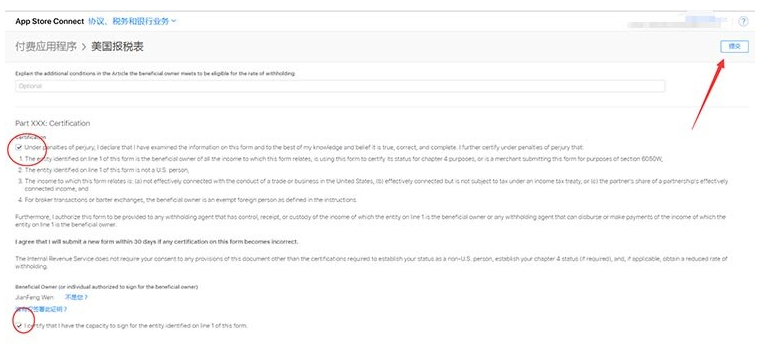 App Store Connect 协议、税务和银行业务
?
付费应用程序 > 美国报税表
提交
Explain the additional conditions in the Article the beneficial owner meets to be eligible for the rate of withholding:
Optional
Part XXX: Certification
Certification
Under penalties of perjury, I declare that I have examined the information on this form and to the best of my knowledge and belief it is true, correct, and complete. I further certify under penalties of perjury that:
1. The entity identified on line 1 of this form is the beneficial owner of all the income to which this form relates, is using this form to certify its status for chapter 4 purposes, or is a merchant submitting this form for purposes of section 6050W,
2. The entity identified on line 1 of this form is not a U.S. person;
3. The income to which this form relates is: (a) not effectively connected with the conduct of a trade or business in the United States, (b) effectively connected but is not subject to tax under an income tax treaty, or (c) the partner's share of a partnership's effectively
connected income, and
4. For broker transactions or barter exchanges, the beneficial owner is an exempt foreign person as defined in the instructions.
Furthermore, I authorize this form to be provided to any withholding agent that has control, receipt, or custody of the income of which the entity on line 1 is the beneficial owner or any withholding agent that can disburse or make payments of the income of which the
entity on line 1 is the beneficial owner.
I agree that I will submit a new form within 30 days if any certification on this form becomes incorrect.
The Internal Revenue Service does not require your consent to any provisions of this document other than the certifications required to establish your status as a non-U.S. person, establish your chapter 4 status (if required), and, if applicable, obtain a reduced rate of
withholding.
Beneficial Owner (or individual authorized to sign for the beneficial owner)
JianFeng Wen 不是您？
签署此证明？
I certify that I have the capacity to sign for the entity identified on line 1 of this form.